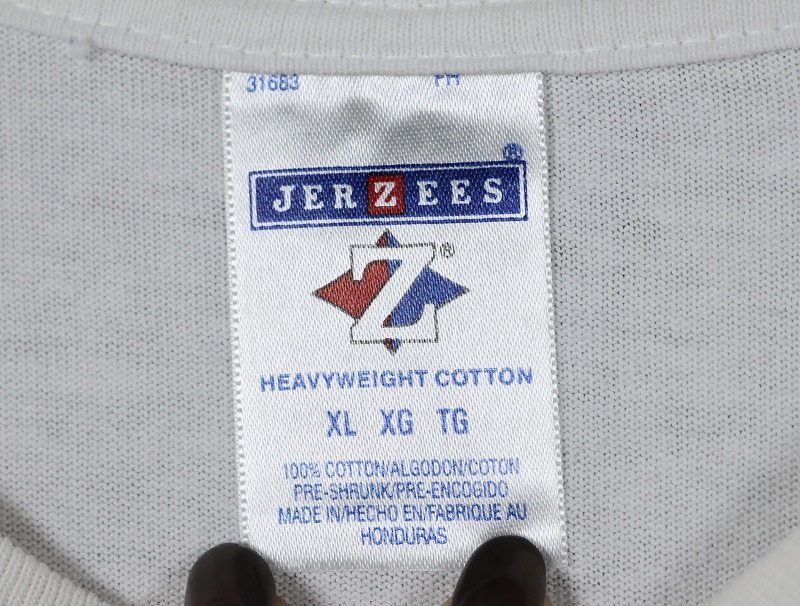 31683 PH
®
JERZEES
Z®
HEAVYWEIGHT COTTON
XL XG TG
100% COTTON/ALGODON/COTON
PRE-SHRUNK/PRE-ENCOGIDO
MADE IN/HECHO EN/FABRIQUE AU
HONDURAS